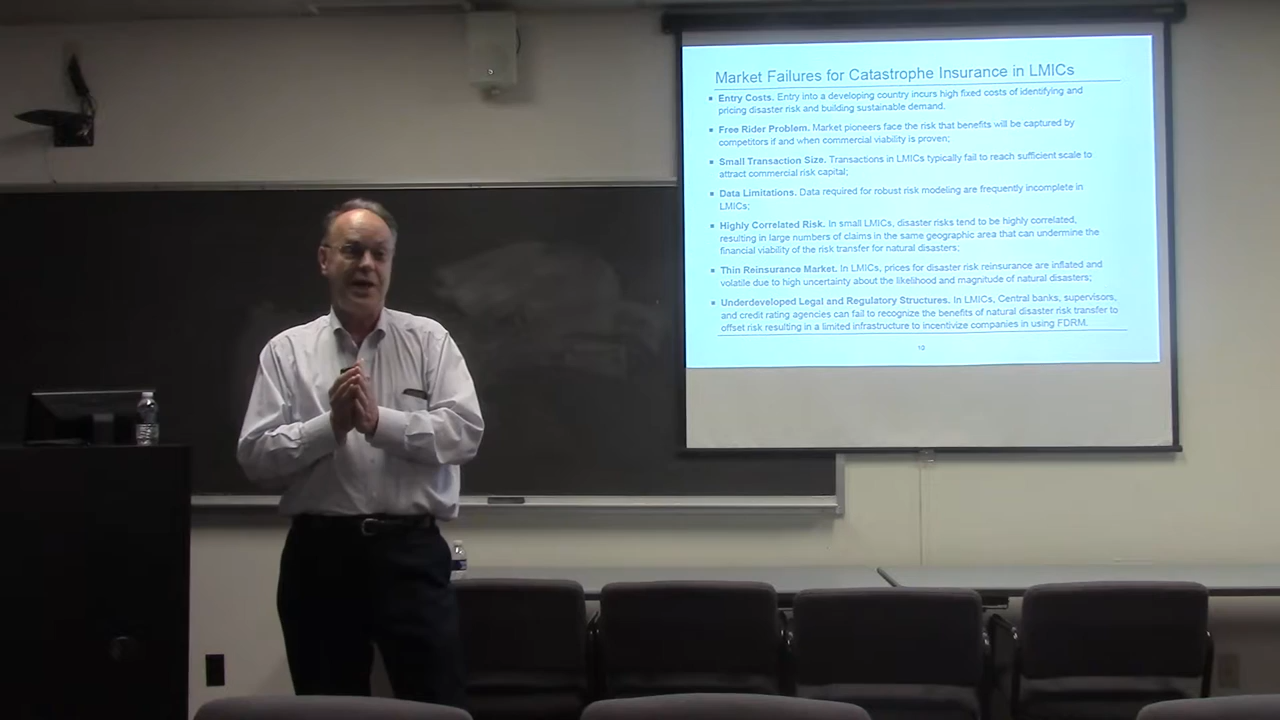 Market Failures for Catastrophe Insurance in LMICs
▪ Entry Costs. Entry into a developing country incurs high fixed costs of identifying and
pricing disaster risk and building sustainable demand.
▪ Free Rider Problem. Market pioneers face the risk that benefits will be captured by
competitors if and when commercial viability is proven;
▪ Small Transaction Size. Transactions in LMICs typically fail to reach sufficient scale to
attract commercial risk capital;
▪ Data Limitations. Data required for robust risk modeling are frequently incomplete in
LMICs;
▪ Highly Correlated Risk. In small LMICs, disaster risks tend to be highly correlated,
resulting in large numbers of claims in the same geographic area that can undermine the
financial viability of the risk transfer for natural disasters;
▪ Thin Reinsurance Market. In LMICs, prices for disaster risk reinsurance are inflated and
volatile due to high uncertainty about the likelihood and magnitude of natural disasters;
▪ Underdeveloped Legal and Regulatory Structures. In LMICs, Central banks, supervisors,
and credit rating agencies can fail to recognize the benefits of natural disaster risk transfer to
offset risk resulting in a limited infrastructure to incentivize companies in using FDRM.
10